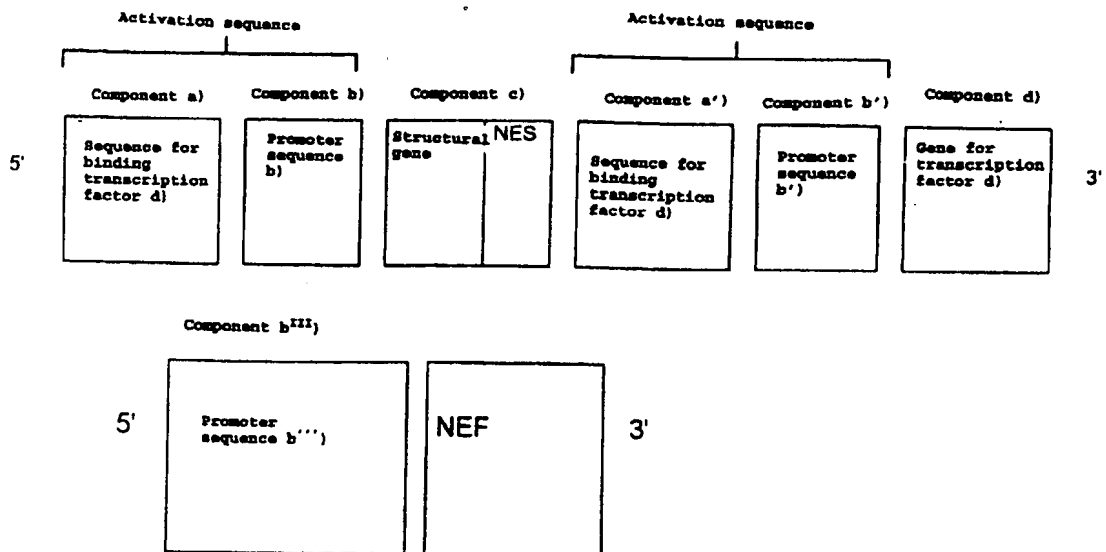 Activation sequence
Activation sequence
Component a)
Component b)
Component c)
Component a')
Component b')
Component d)
5'
Sequence for
binding
transcription
factor d)
Promoter
sequence
b)
Structural
gene
NES
Sequence for
binding
transcription
factor d)
Promoter
sequence
b')
Gene for
transcription
factor d)
3'
Component bIII)
5'
Promoter
sequence b''')
NEF
3'